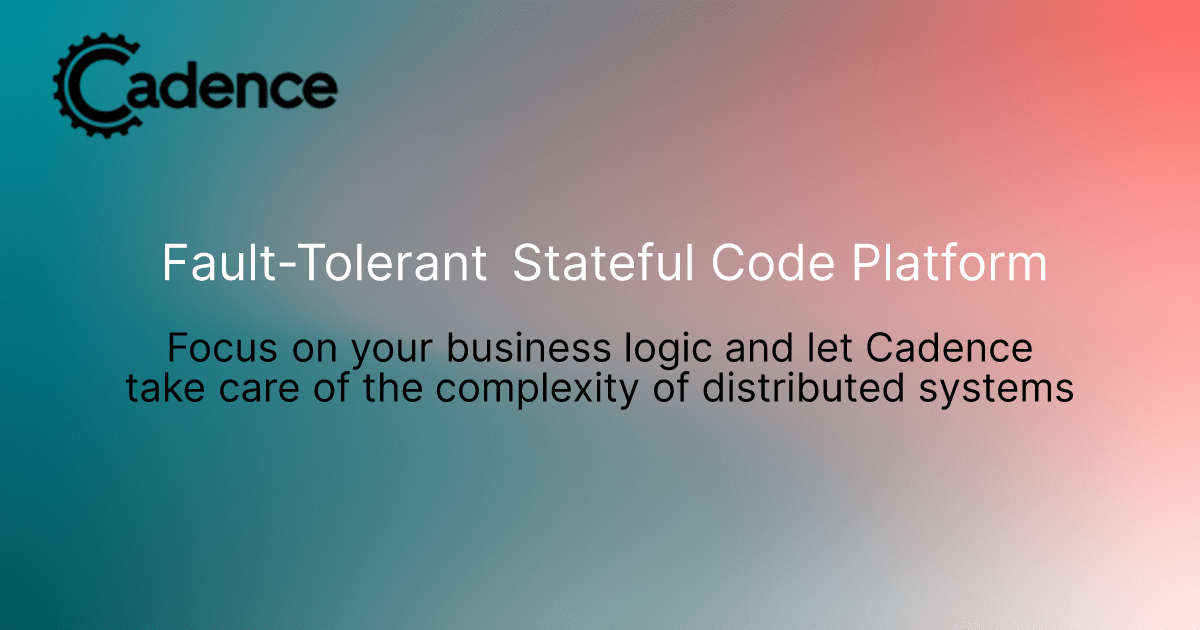 Cadence
Fault-Tolerant Stateful Code Platform
Focus on your business logic and let Cadence
take care of the complexity of distributed systems